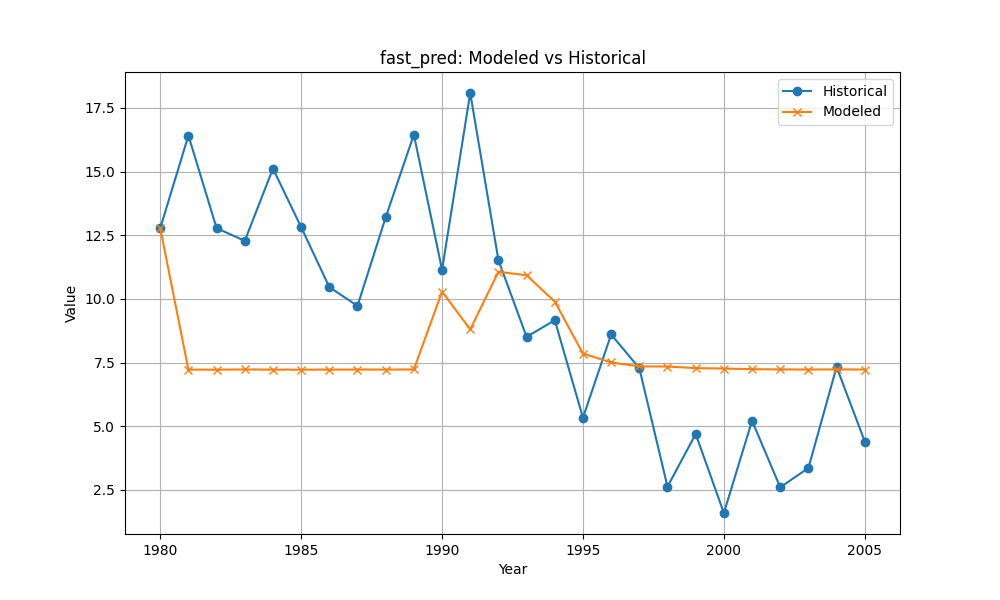 fast_pred: Modeled vs Historical
Historical
Modeled
Value
17.5
15.0
12.5
10.0
7.5
5.0
2.5
1980
1985
1990
1995
2000
2005
Year